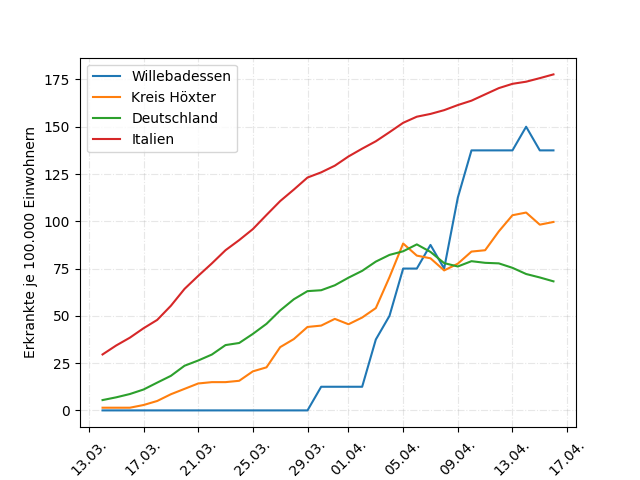 Willebadessen
Kreis Höxter
Deutschland
Italien
Erkrankte je 100.000 Einwohnern
175
150
125
100
75
50
25
0
13.03. 17.03. 21.03. 25.03. 29.03. 01.04. 05.04. 09.04. 13.04. 17.04.